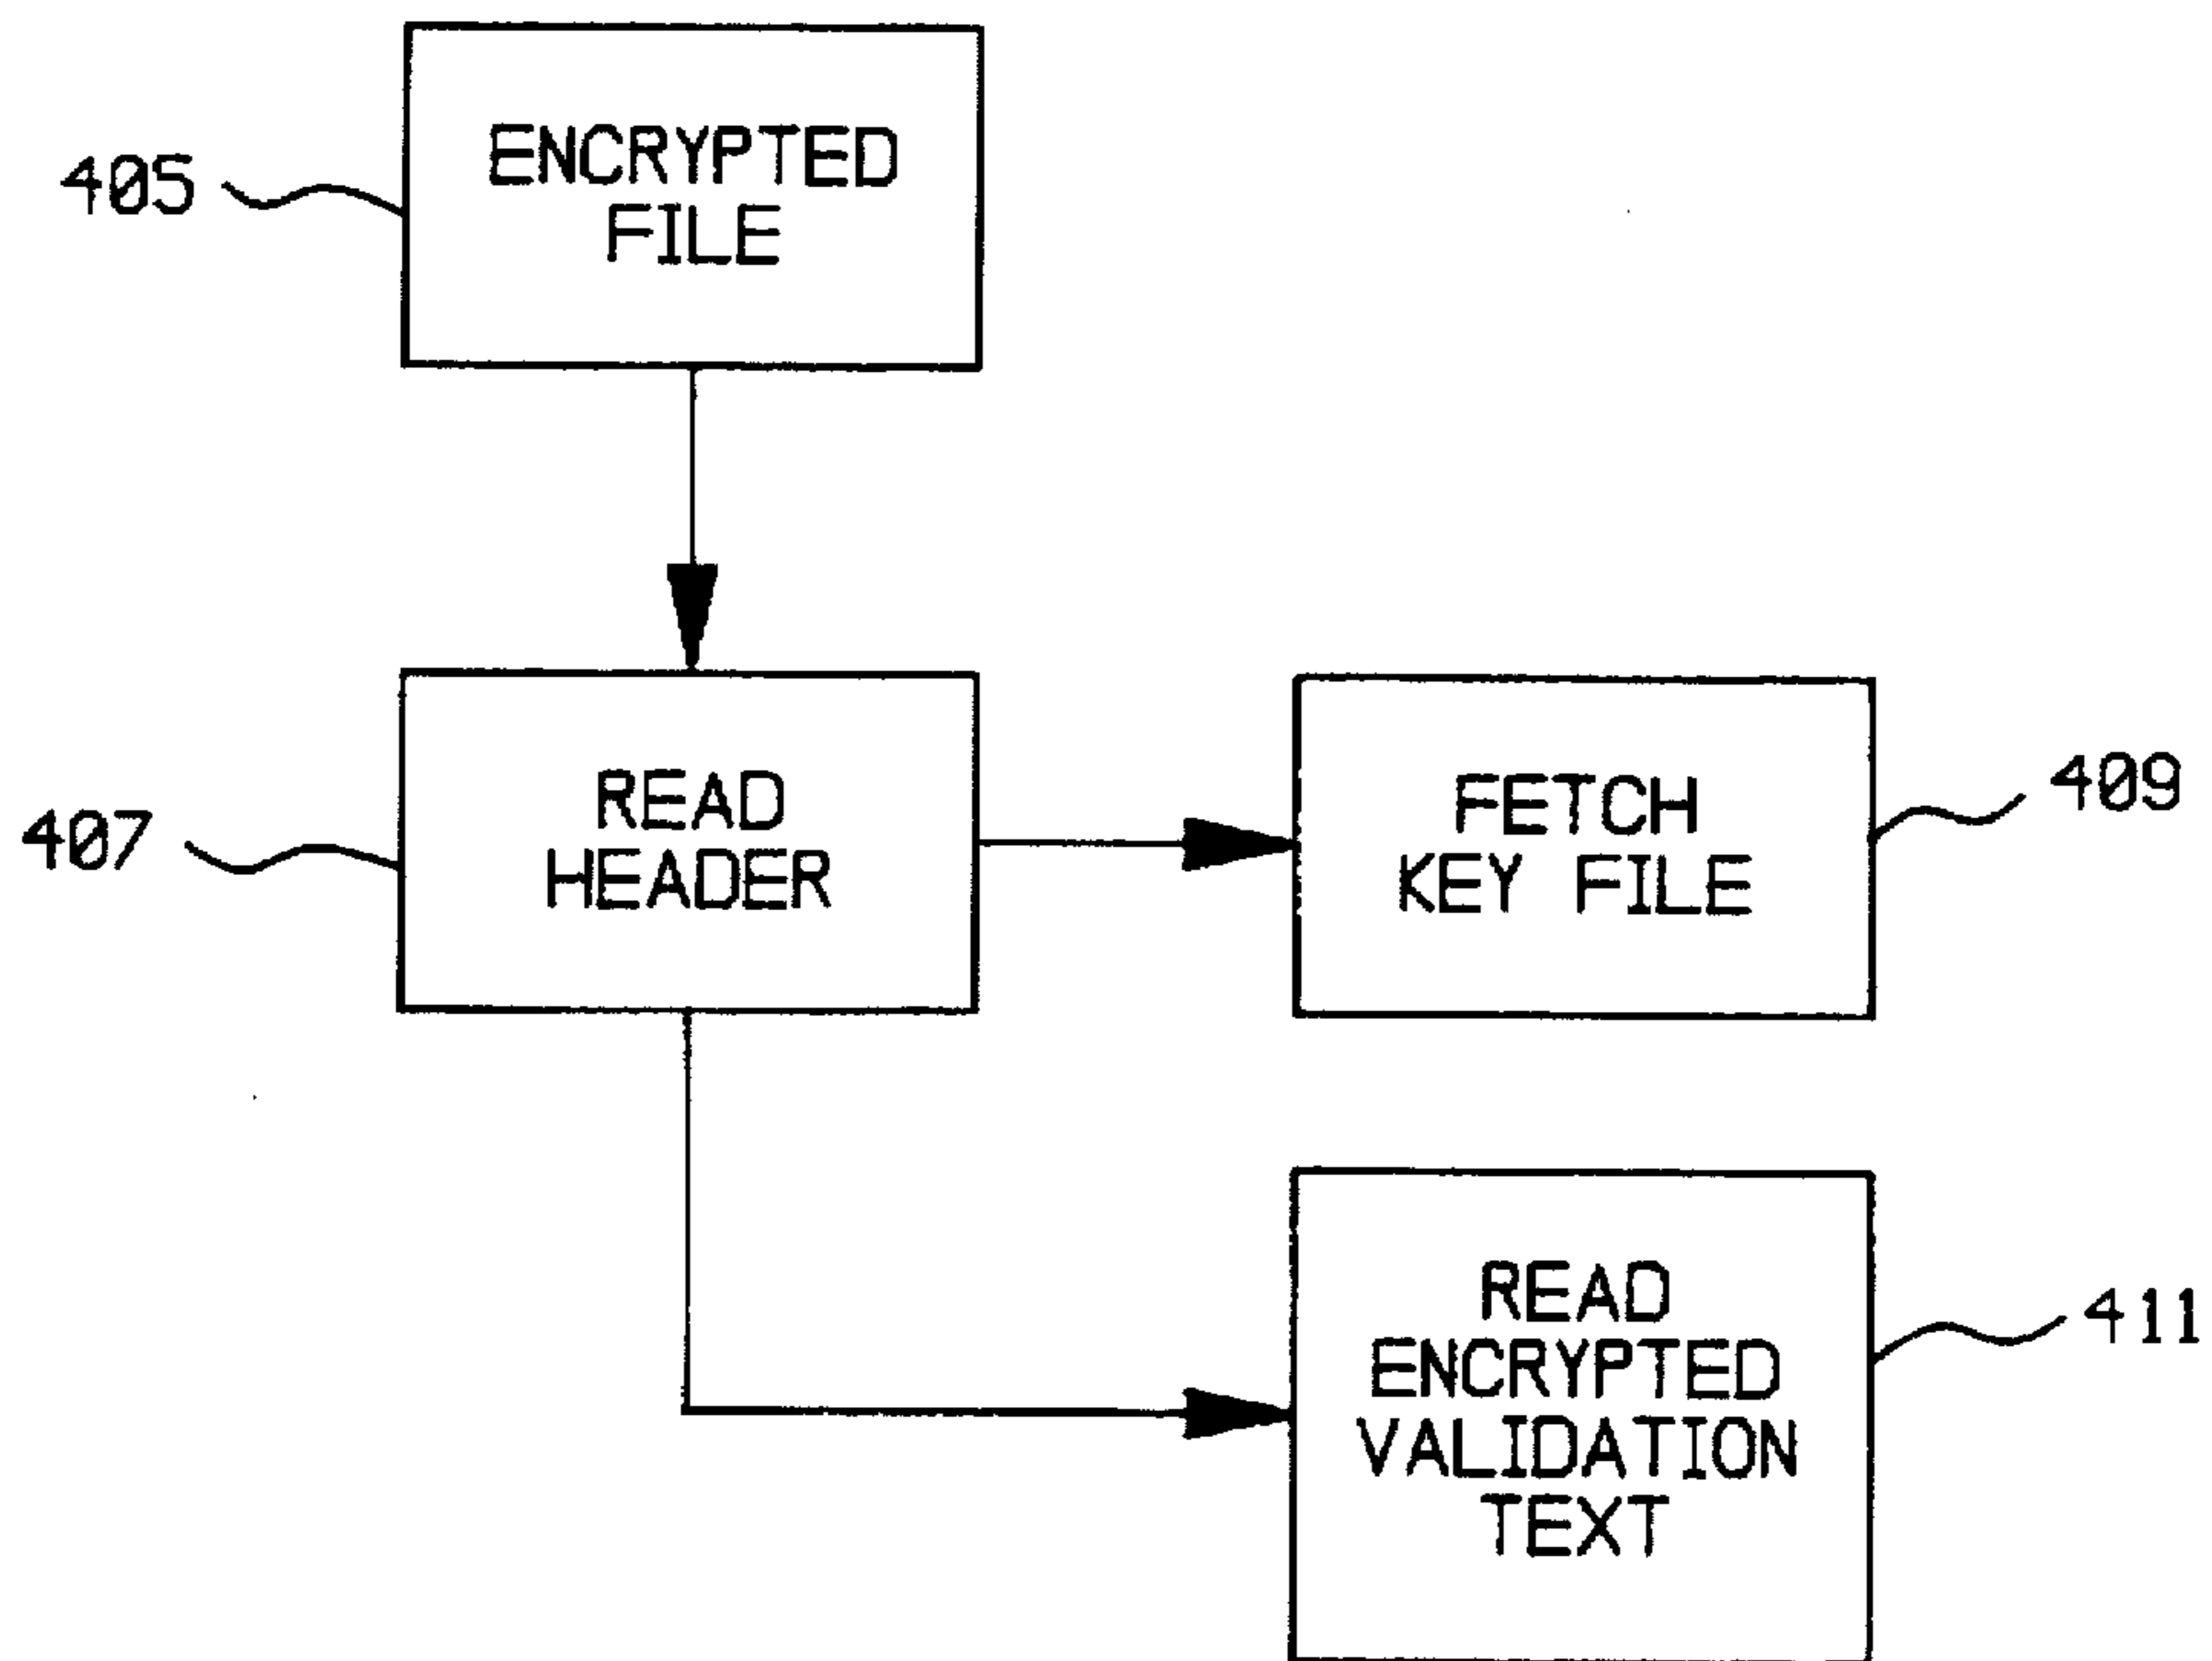 405
ENCRYPTED
FILE
407
READ
HEADER
FETCH
KEY FILE
409
READ
ENCRYPTED
VALIDATION
TEXT
411